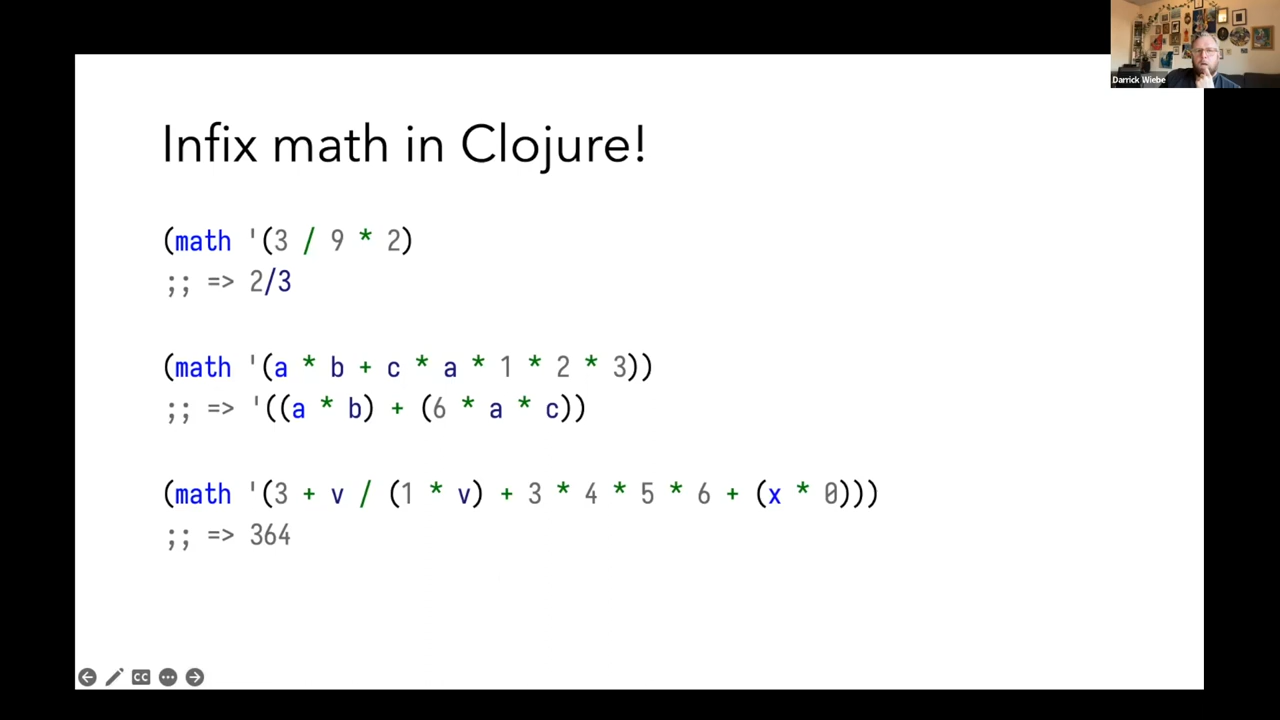 Darrick Wiebe
Infix math in Clojure!
(math '(3 / 9 * 2)
;; => 2/3
(math '(a * b + c * a * 1 * 2 * 3))
;; => '((a * b) + (6 * a * c))
(math '(3 + v / (1 * v) + 3 * 4 * 5 * 6 + (x * 0)))
;; => 364
CC